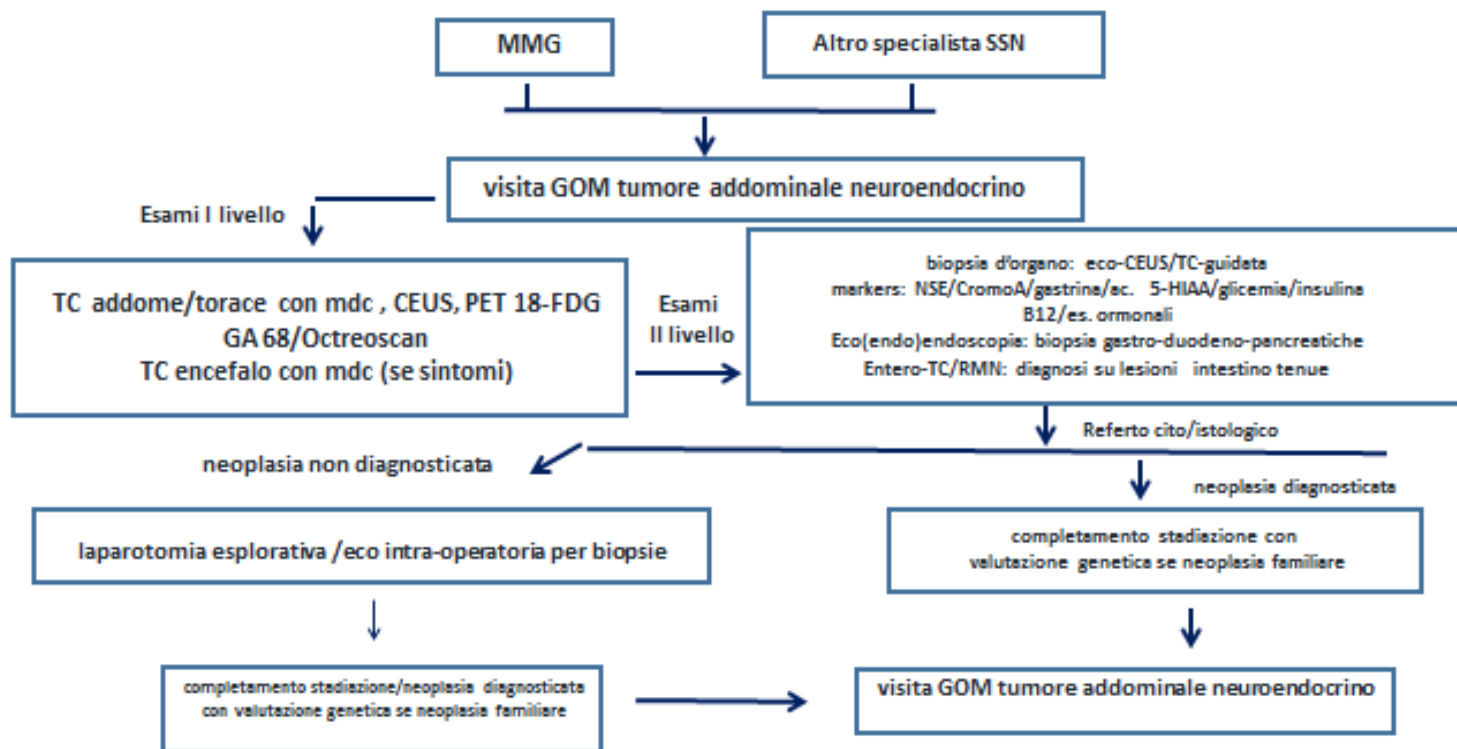 MMG
Altro specialista SSN
visita GOM tumore addominale neuroendocrino
Esami I livello
TC addome/torace con mdc , CEUS, PET 18-FDG
GA 68/Octreoscan
TC encefalo con mdc (se sintomi)
Esami
II livello
biopsia d'organo: eco-CEUS/TC-guidata
markers: NSE/CromoA/gastrina/ac. 5-HIAA/glicemia/insulina
B12/es. ormonali
Eco(endo)endoscopia: biopsia gastro-duodeno-pancreatiche
Entero-TC/RMN: diagnosi su lesioni intestino tenue
Referto cito/istologico
neoplasia non diagnosticata
neoplasia diagnosticata
laparotomia esplorativa /eco intra-operatoria per biopsie
completamento stadiazione con
valutazione genetica se neoplasia familiare
completamento stadiazione/neoplasia diagnosticata
con valutazione genetica se neoplasia familiare
visita GOM tumore addominale neuroendocrino